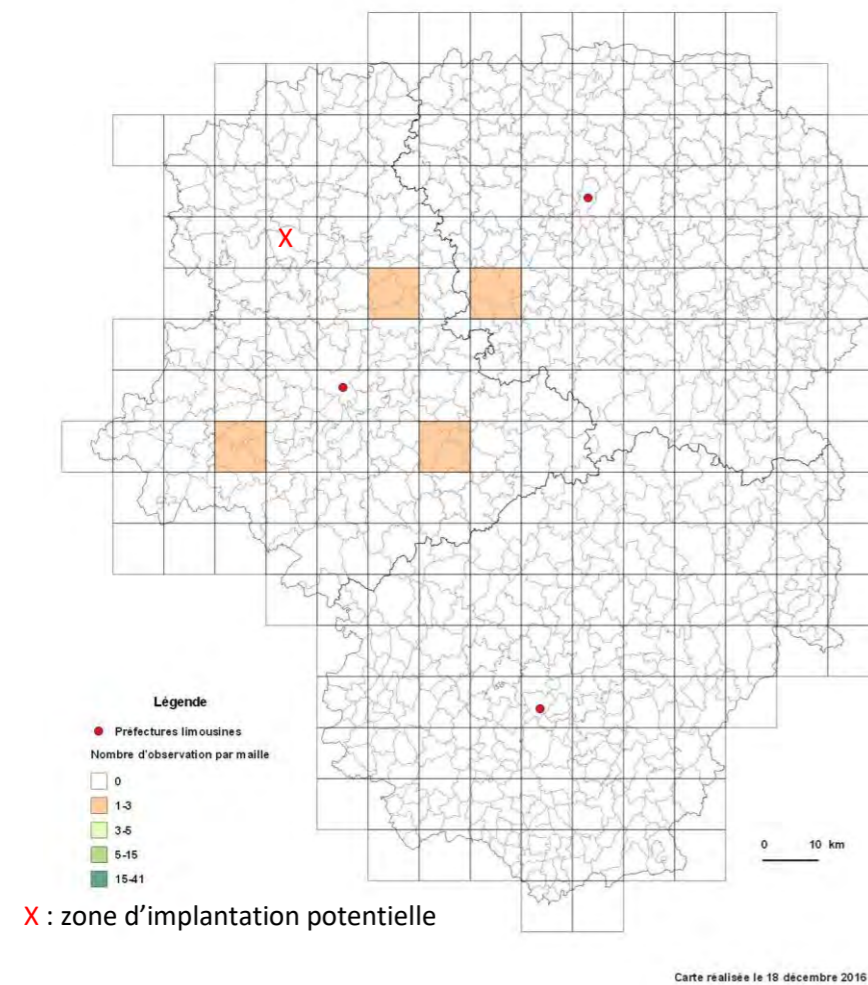 X
Légende
Préfectures limousines
Nombre d'observation par maille
0
1-3
3-5
5-15
15-41
0 10 km
X : zone d'implantation potentielle
Carte réalisée le 18 décembre 2016